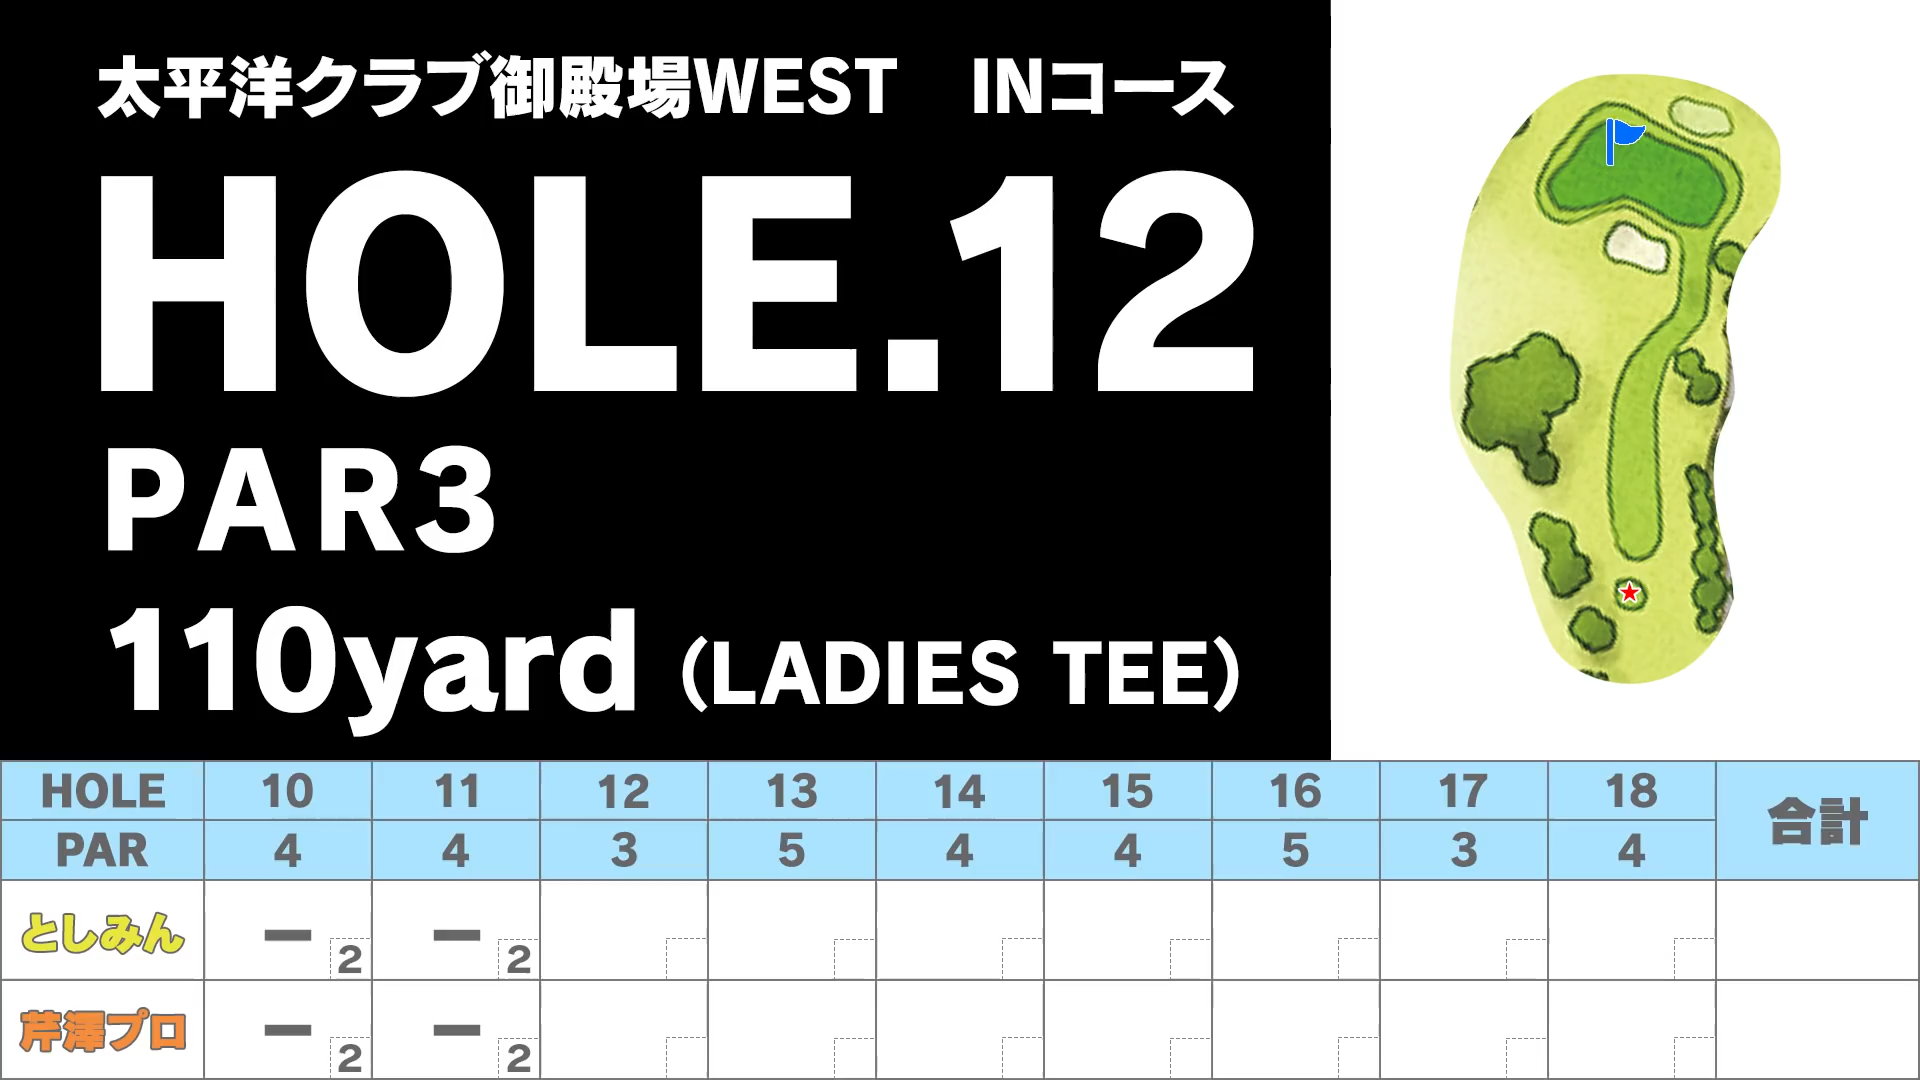 太平洋クラブ御殿場WEST　INコース
HOLE.12
PAR3
110yard（LADIES TEE）
HOLE 10 11 12 13 14 15 16 17 18 合計
PAR 4 4 3 5 4 4 5 3 4
としみん ー 2 ー 2
芹澤プロ ー 2 ー 2